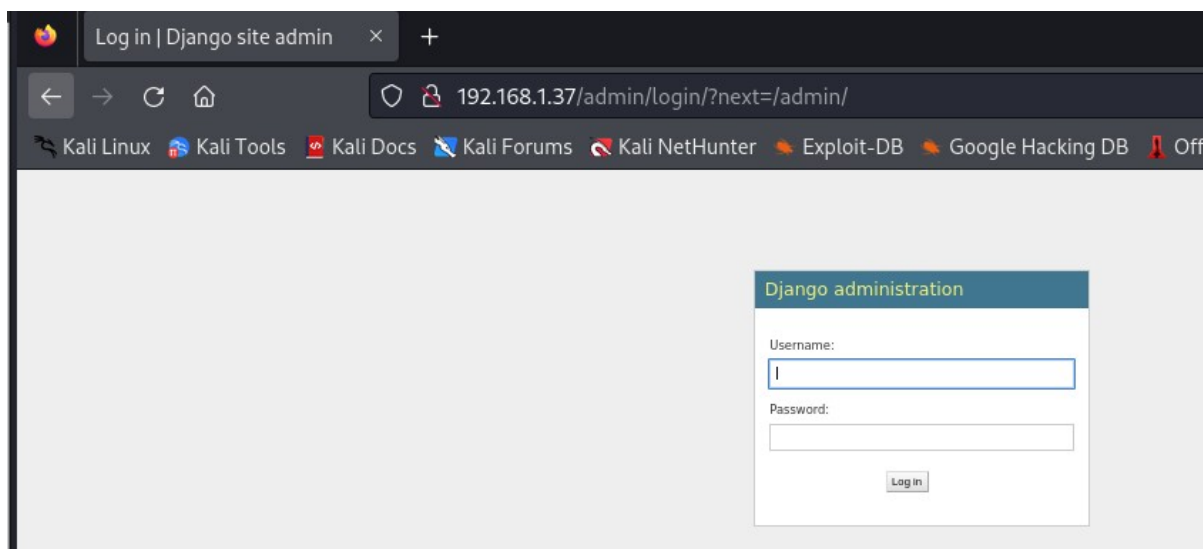 Log in | Django site admin
192.168.1.37/admin/login/?next=/admin/
Kali Linux Kali Tools Kali Docs Kali Forums Kali NetHunter Exploit-DB Google Hacking DB Off
Django administration
Username:
Password:
Log in